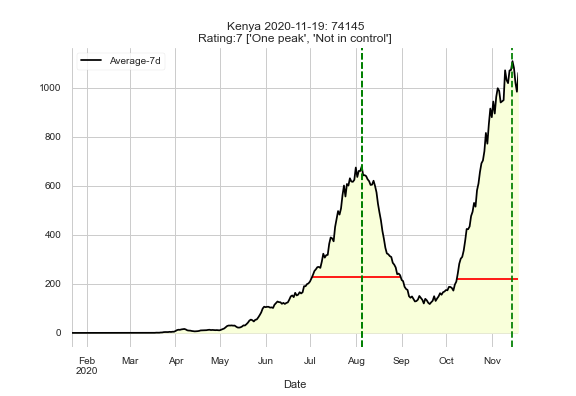 Kenya 2020-11-19: 74145
Rating:7 ['One peak', 'Not in control']
Average-7d
1000
800
600
400
200
0
Feb Mar Apr May Jun Jul Aug Sep Oct Nov
2020
Date